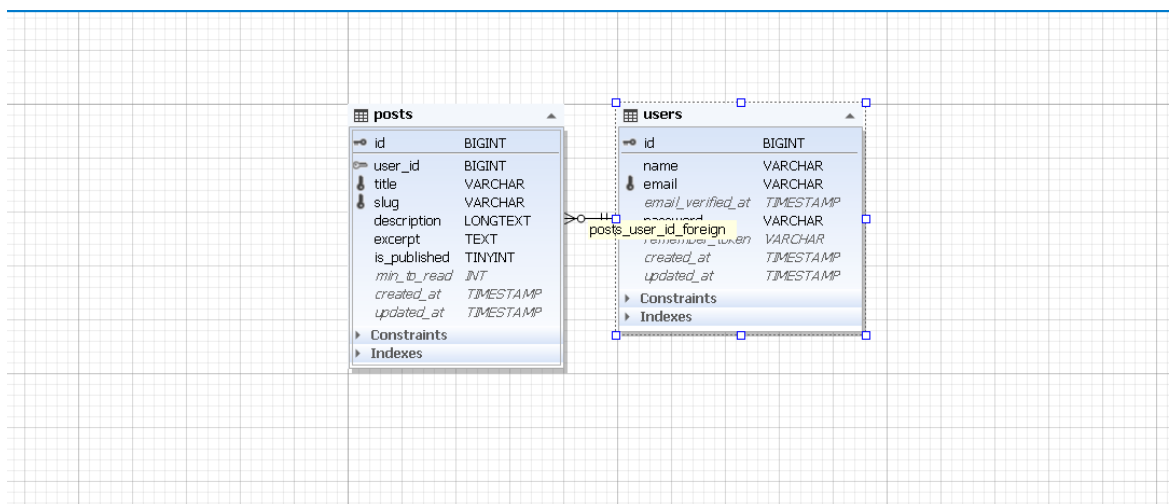 posts
id BIGINT
user_id BIGINT
title VARCHAR
slug VARCHAR
description LONGTEXT
excerpt TEXT
is_published TINYINT
min_to_read INT
created_at TIMESTAMP
updated_at TIMESTAMP
Constraints
Indexes
posts_user_id_foreign
users
id BIGINT
name VARCHAR
email VARCHAR
email_verified_at TIMESTAMP
password VARCHAR
remember_token VARCHAR
created_at TIMESTAMP
updated_at TIMESTAMP
Constraints
Indexes